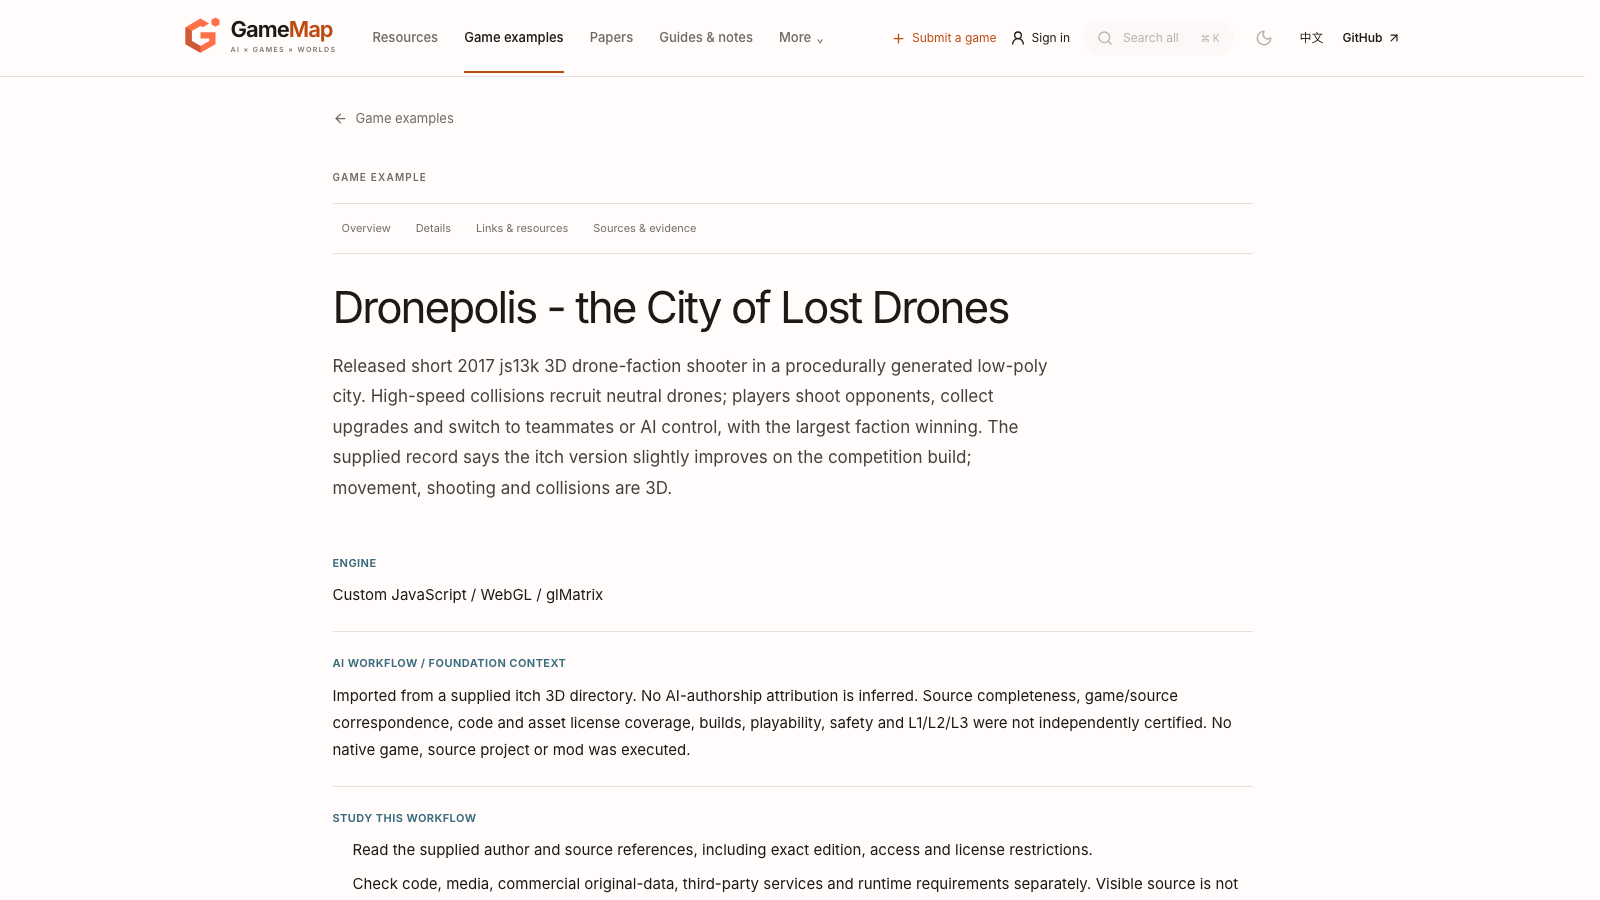 GameMap
AI × GAMES × WORLDS
Resources
Game examples
Papers
Guides & notes
More
Submit a game
Sign in
Search all
⌘ K
中文
GitHub
Game examples
GAME EXAMPLE
Overview
Details
Links & resources
Sources & evidence
Dronepolis - the City of Lost Drones
Released short 2017 js13k 3D drone-faction shooter in a procedurally generated low-poly
city. High-speed collisions recruit neutral drones; players shoot opponents, collect
upgrades and switch to teammates or AI control, with the largest faction winning. The
supplied record says the itch version slightly improves on the competition build;
movement, shooting and collisions are 3D.
ENGINE
Custom JavaScript / WebGL / glMatrix
AI WORKFLOW / FOUNDATION CONTEXT
Imported from a supplied itch 3D directory. No AI-authorship attribution is inferred. Source completeness, game/source
correspondence, code and asset license coverage, builds, playability, safety and L1/L2/L3 were not independently certified. No
native game, source project or mod was executed.
STUDY THIS WORKFLOW
Read the supplied author and source references, including exact edition, access and license restrictions.
Check code, media, commercial original-data, third-party services and runtime requirements separately. Visible source is not